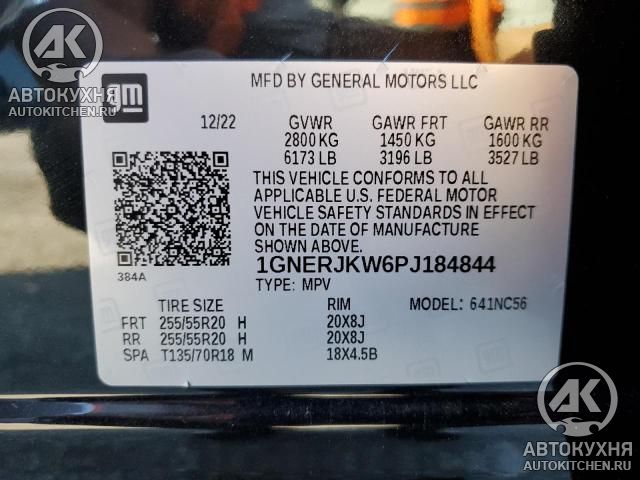 AK
АВТОКУХНЯ
AUTOKITCHEN.RU
gm
MFD BY GENERAL MOTORS LLC
12/22 GVWR GAWR FRT GAWR RR
2800 KG 1450 KG 1600 KG
6173 LB 3196 LB 3527 LB
THIS VEHICLE CONFORMS TO ALL
APPLICABLE U.S. FEDERAL MOTOR
VEHICLE SAFETY STANDARDS IN EFFECT
ON THE DATE OF MANUFACTURE
SHOWN ABOVE.
384A
1GNERJKW6PJ184844
TYPE: MPV
TIRE SIZE RIM MODEL: 641NC56
FRT 255/55R20 H 20X8J
RR 255/55R20 H 20X8J
SPA T135/70R18 M 18X4.5B
AK
АВТОКУХНЯ
AUTOKITCHEN.RU